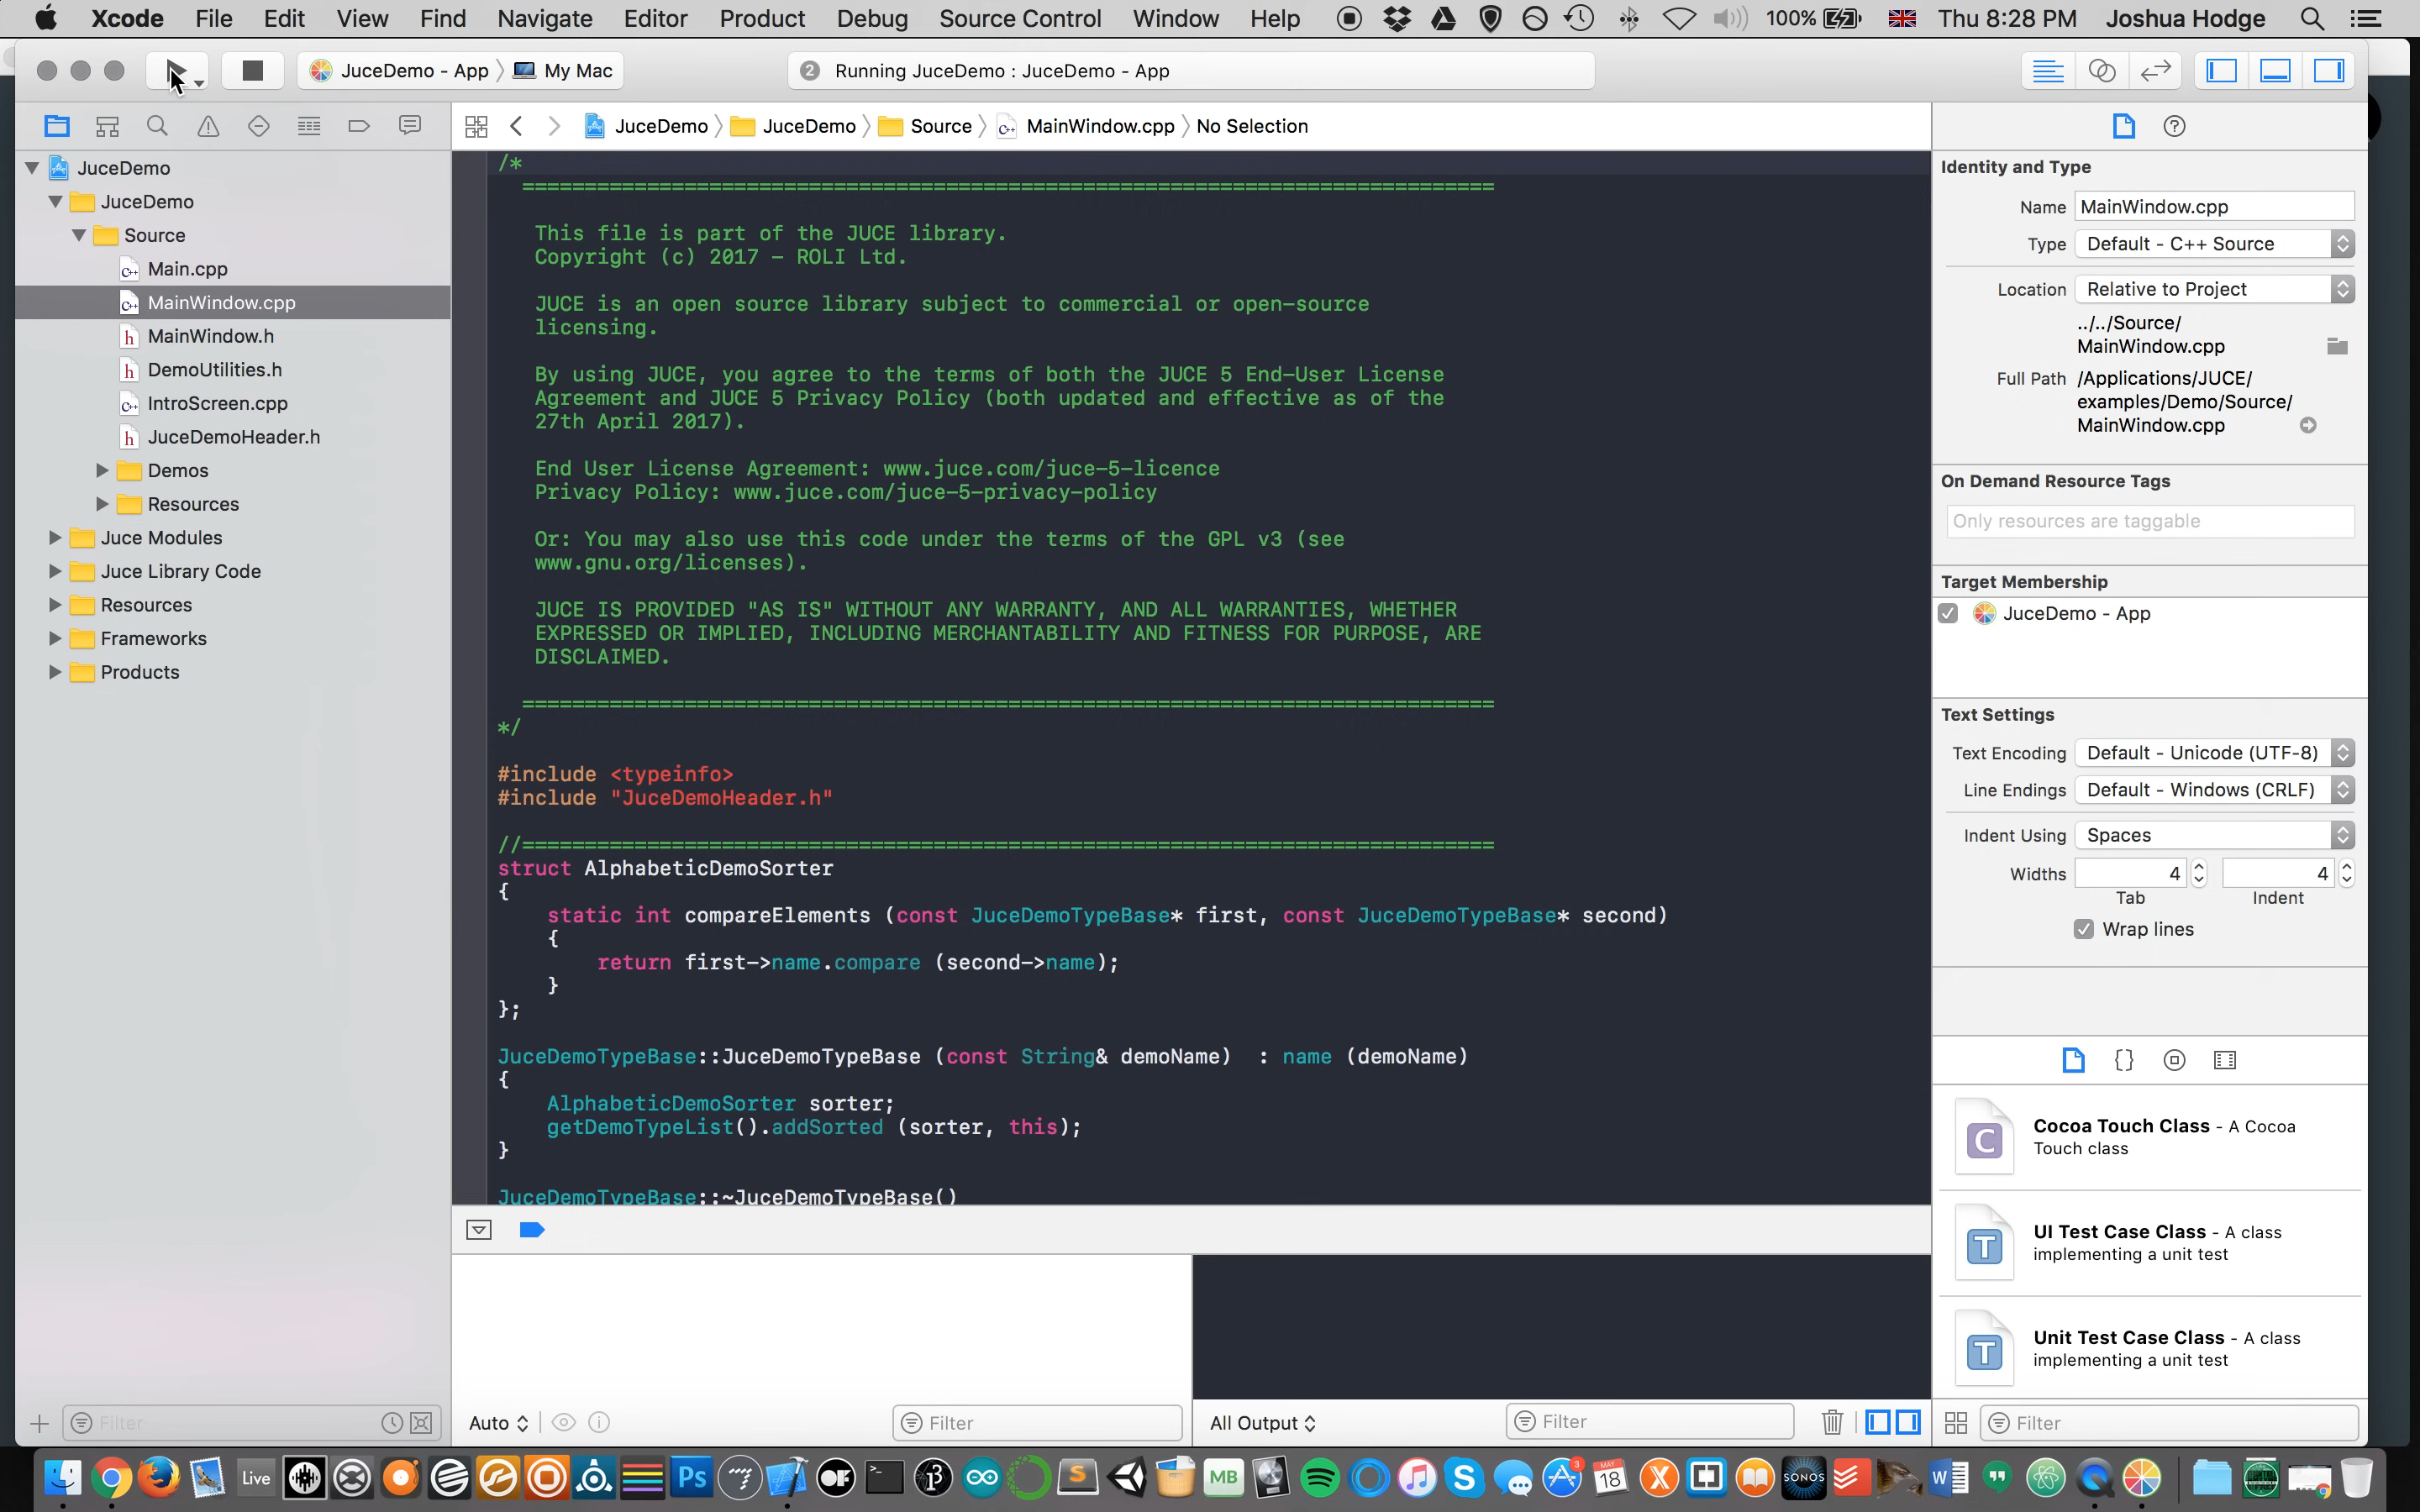 Xcode File Edit View Find Navigate Editor Product Debug Source Control Window Help 100% Thu 8:28 PM Joshua Hodge
JuceDemo - App My Mac
2 Running JuceDemo : JuceDemo - App
JuceDemo JuceDemo Source MainWindow.cpp No Selection
JuceDemo
JuceDemo
Source
C++ Main.cpp
C++ MainWindow.cpp
h MainWindow.h
h DemoUtilities.h
C++ IntroScreen.cpp
h JuceDemoHeader.h
Demos
Resources
Juce Modules
Juce Library Code
Resources
Frameworks
Products
Filter
/*
==============================================================================
This file is part of the JUCE library.
Copyright (c) 2017 - ROLI Ltd.
JUCE is an open source library subject to commercial or open-source
licensing.
By using JUCE, you agree to the terms of both the JUCE 5 End-User License
Agreement and JUCE 5 Privacy Policy (both updated and effective as of the
27th April 2017).
End User License Agreement: www.juce.com/juce-5-licence
Privacy Policy: www.juce.com/juce-5-privacy-policy
Or: You may also use this code under the terms of the GPL v3 (see
www.gnu.org/licenses).
JUCE IS PROVIDED "AS IS" WITHOUT ANY WARRANTY, AND ALL WARRANTIES, WHETHER
EXPRESSED OR IMPLIED, INCLUDING MERCHANTABILITY AND FITNESS FOR PURPOSE, ARE
DISCLAIMED.
==============================================================================
*/
#include <typeinfo>
#include "JuceDemoHeader.h"
//==============================================================================
struct AlphabeticDemoSorter
{
static int compareElements (const JuceDemoTypeBase* first, const JuceDemoTypeBase* second)
{
return first->name.compare (second->name);
}
};
JuceDemoTypeBase::JuceDemoTypeBase (const String& demoName)  : name (demoName)
{
AlphabeticDemoSorter sorter;
getDemoTypeList().addSorted (sorter, this);
}
JuceDemoTypeBase::~JuceDemoTypeBase()
Auto
Filter
All Output
Filter
Identity and Type
Name MainWindow.cpp
Type Default - C++ Source
Location Relative to Project
../../Source/
MainWindow.cpp
Full Path /Applications/JUCE/
examples/Demo/Source/
MainWindow.cpp
On Demand Resource Tags
Only resources are taggable
Target Membership
JuceDemo - App
Text Settings
Text Encoding Default - Unicode (UTF-8)
Line Endings Default - Windows (CRLF)
Indent Using Spaces
Widths 4 4
Tab Indent
Wrap lines
{}
C Cocoa Touch Class - A Cocoa
Touch class
T UI Test Case Class - A class
implementing a unit test
T Unit Test Case Class - A class
implementing a unit test
Filter
Live Ps S MB S 3 MAY 18 X SONOS W